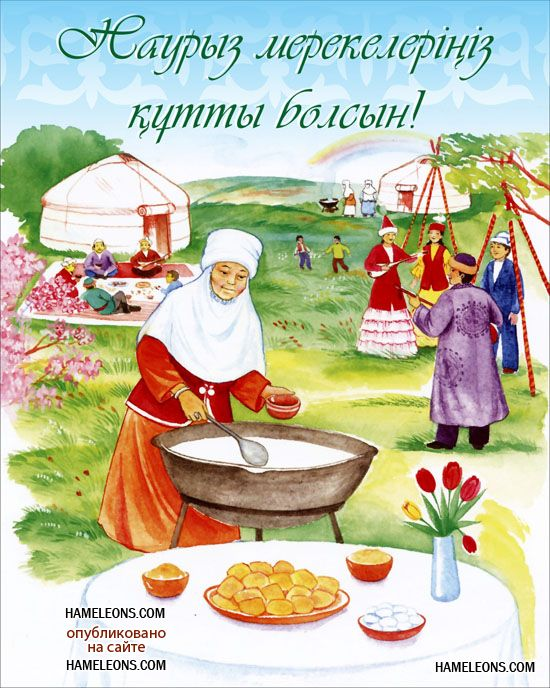 Наурыз мерекелеріңіз
құтты болсын!
HAMELEONS.COM
опубликовано
на сайте
HAMELEONS.COM
HAMELEONS.COM